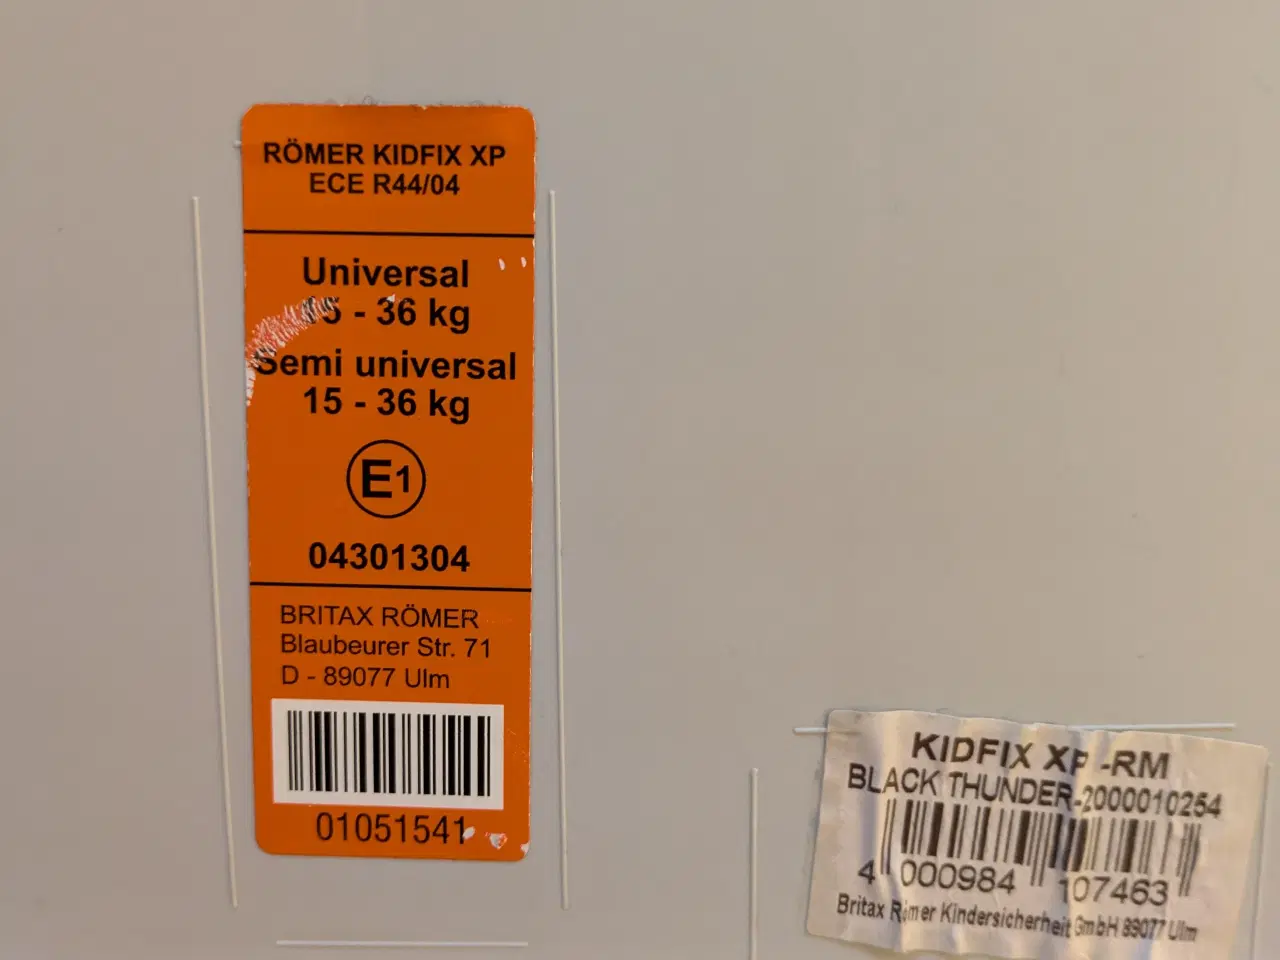 RÖMER KIDFIX XP
ECE R44/04
Universal
15 - 36 kg
Semi universal
15 - 36 kg
E1
04301304
BRITAX RÖMER
Blaubeurer Str. 71
D - 89077 Ulm
01051541
KIDFIX XP -RM
BLACK THUNDER-2000010254
4 000984 107463
Britax Römer Kindersicherheit GmbH 89077 Ulm